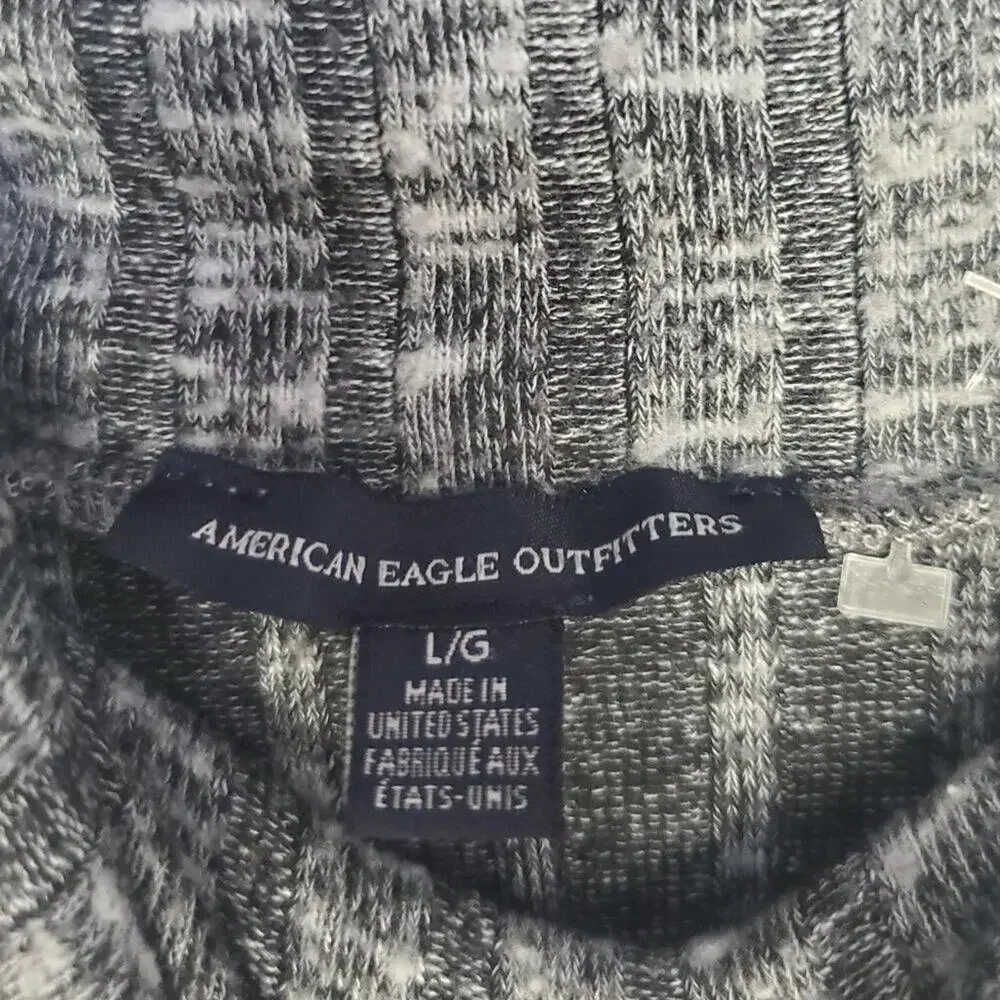 AMERICAN EAGLE OUTFITTERS
L/G
MADE IN
UNITED STATES
FABRIQUÉ AUX
ÉTATS-UNIS